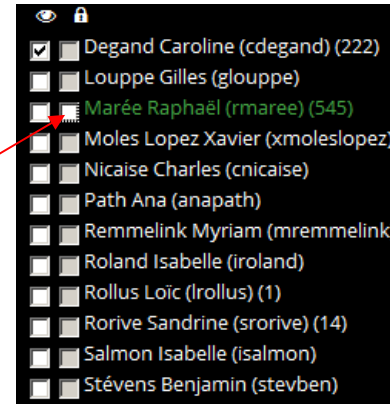 Degand Caroline (cdegand) (222)
Louppe Gilles (glouppe)
Marée Raphaël (rmaree) (545)
Moles Lopez Xavier (xmoleslopez)
Nicaise Charles (cnicaise)
Path Ana (anapath)
Remmelink Myriam (mremmelink
Roland Isabelle (iroland)
Rollus Loïc (lrollus) (1)
Rorive Sandrine (srorive) (14)
Salmon Isabelle (isalmon)
Stévens Benjamin (stevben)